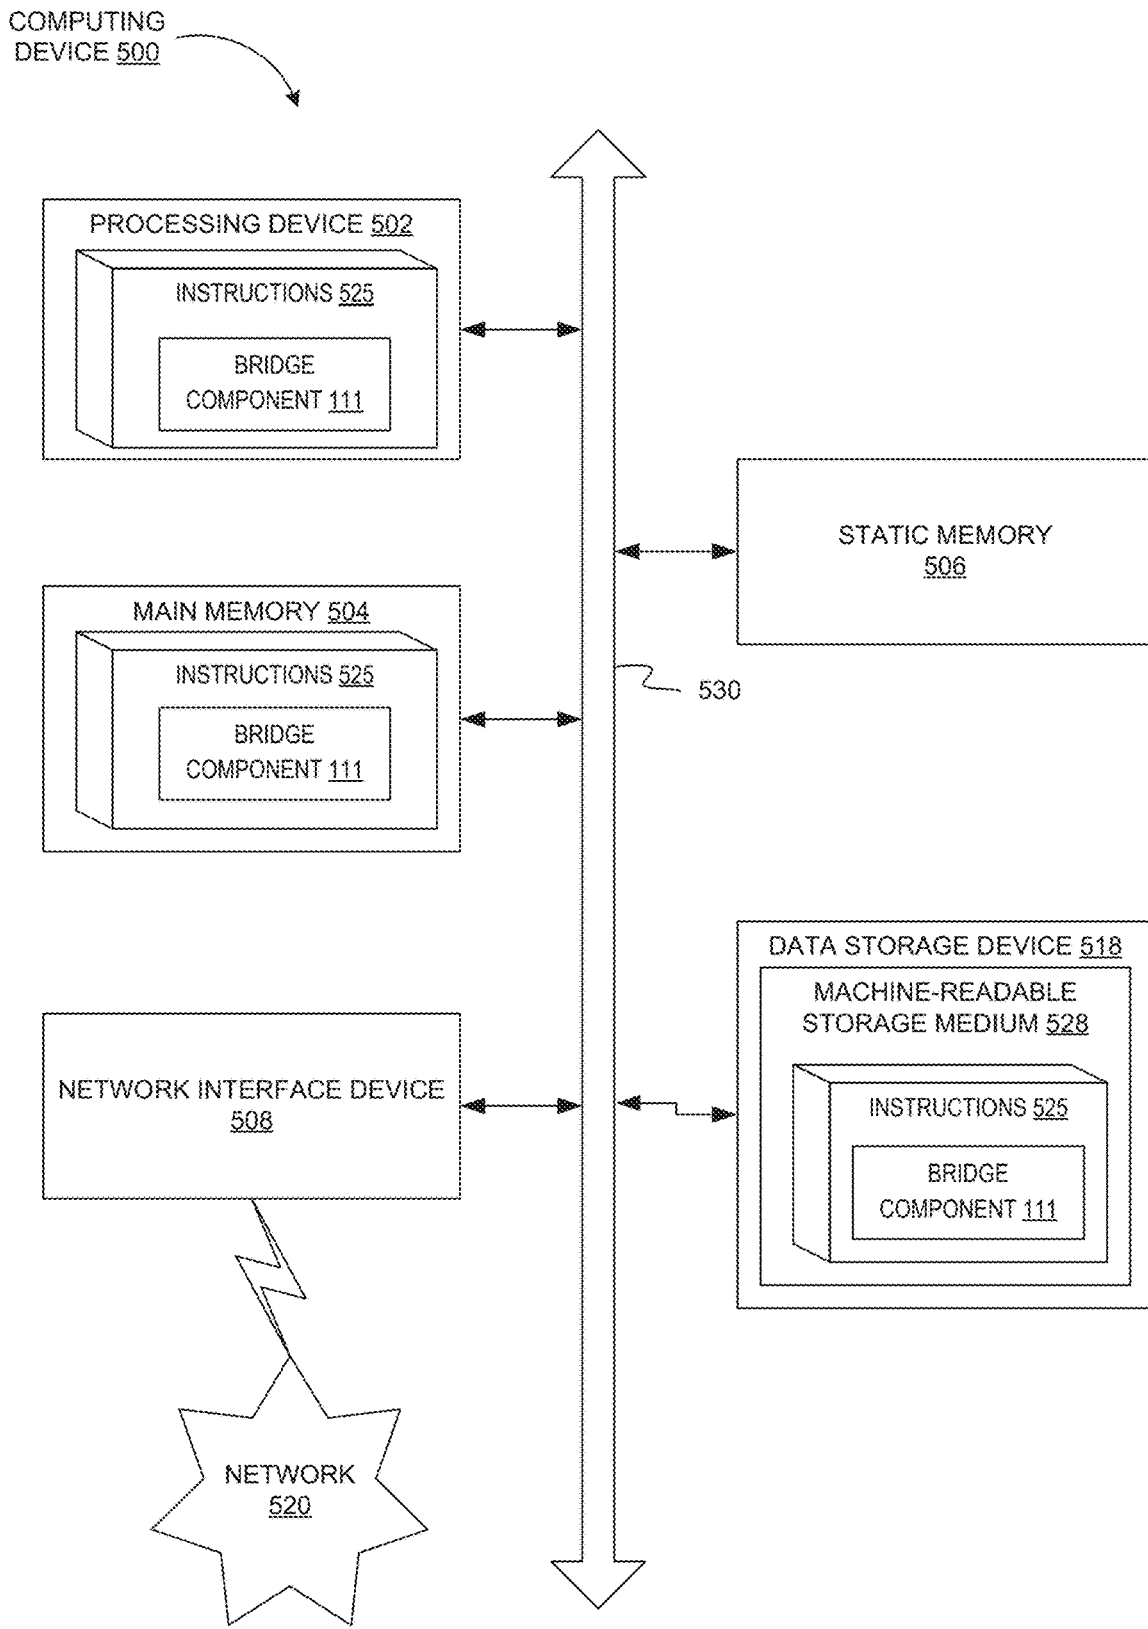 COMPUTING
DEVICE 500
PROCESSING DEVICE 502
INSTRUCTIONS 525
BRIDGE
COMPONENT 111
STATIC MEMORY
506
MAIN MEMORY 504
INSTRUCTIONS 525
BRIDGE
COMPONENT 111
530
DATA STORAGE DEVICE 518
MACHINE-READABLE
STORAGE MEDIUM 528
INSTRUCTIONS 525
BRIDGE
COMPONENT 111
NETWORK INTERFACE DEVICE
508
NETWORK
520